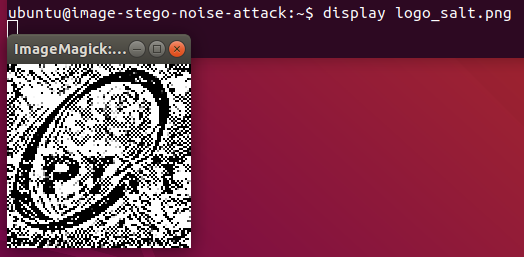 ubuntu@image-stego-noise-attack:~$ display logo_salt.png
ImageMagick:...